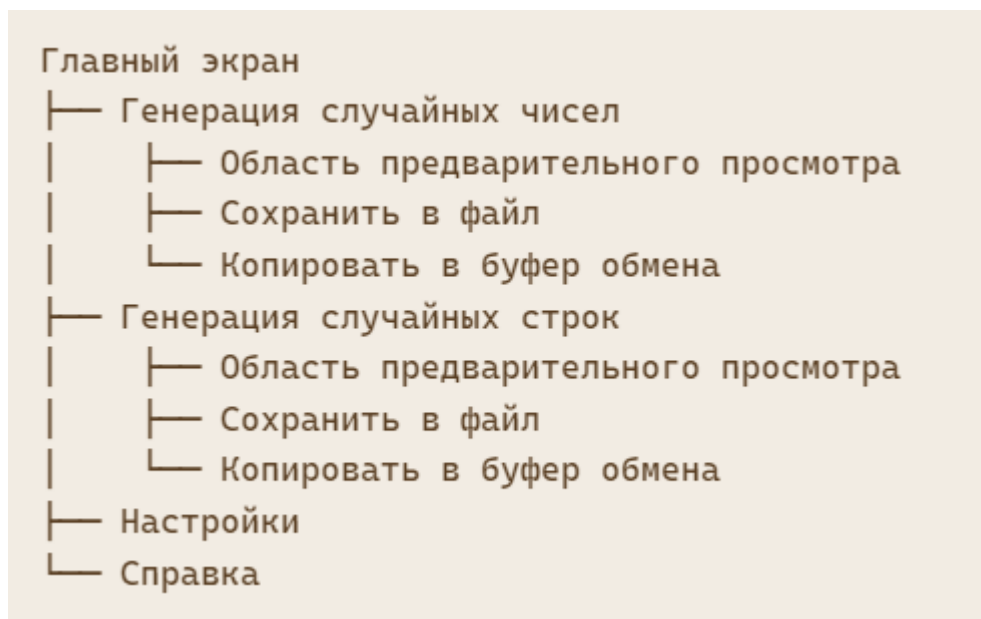 Главный экран
├── Генерация случайных чисел
│    ├── Область предварительного просмотра
│    ├── Сохранить в файл
│    └── Копировать в буфер обмена
├── Генерация случайных строк
│    ├── Область предварительного просмотра
│    ├── Сохранить в файл
│    └── Копировать в буфер обмена
├── Настройки
└── Справка